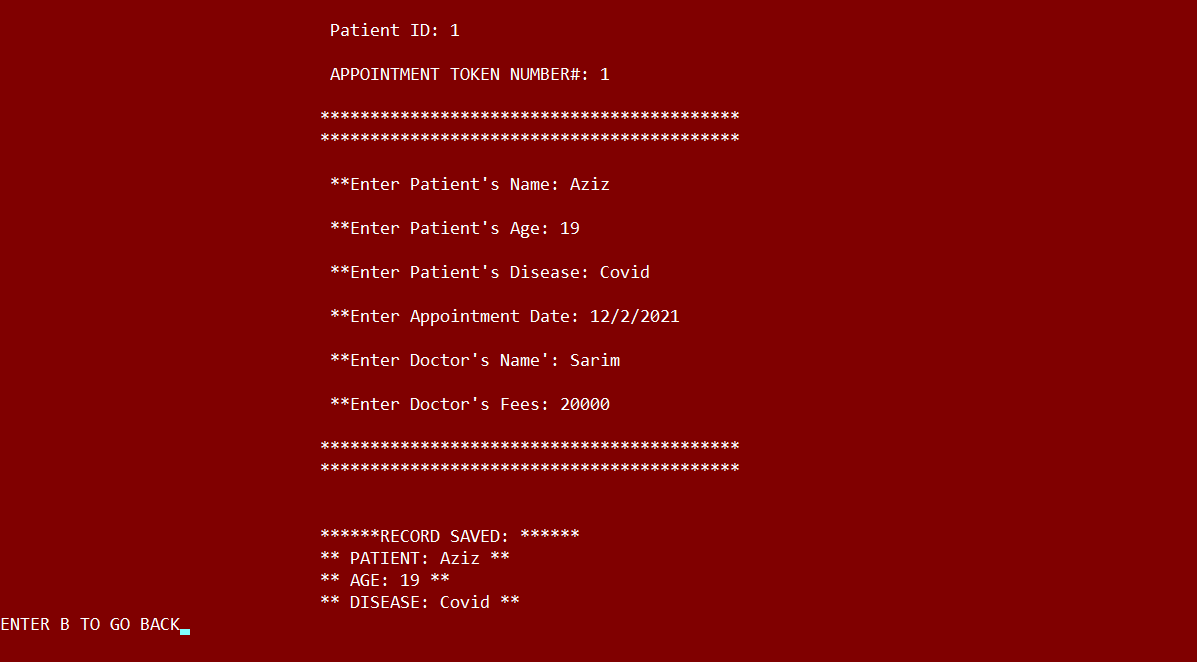 Patient ID: 1
APPOINTMENT TOKEN NUMBER#: 1
******************************************
******************************************
**Enter Patient's Name: Aziz
**Enter Patient's Age: 19
**Enter Patient's Disease: Covid
**Enter Appointment Date: 12/2/2021
**Enter Doctor's Name': Sarim
**Enter Doctor's Fees: 20000
******************************************
******************************************
******RECORD SAVED: ******
** PATIENT: Aziz **
** AGE: 19 **
** DISEASE: Covid **
ENTER B TO GO BACK